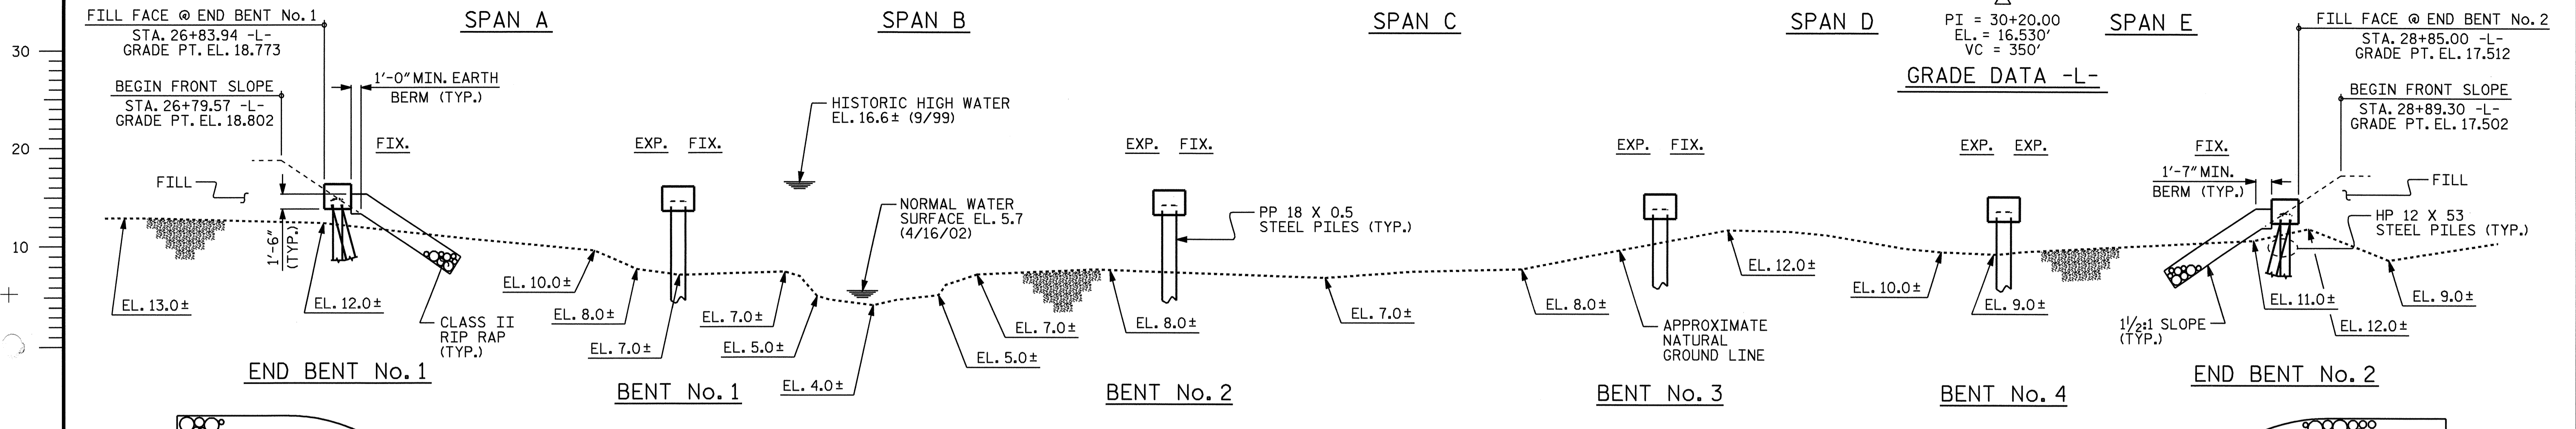 FILL FACE @ END BENT No. 1
STA. 26+83.94 -L-
GRADE PT. EL. 18.773
SPAN A
SPAN B
SPAN C
SPAN D
PI = 30+20.00
EL. = 16.530'
VC = 350'
GRADE DATA -L-
SPAN E
FILL FACE @ END BENT No. 2
STA. 28+85.00 -L-
GRADE PT. EL. 17.512
30
20
10
BEGIN FRONT SLOPE
STA. 26+79.57 -L-
GRADE PT. EL. 18.802
1'-0" MIN. EARTH
BERM (TYP.)
HISTORIC HIGH WATER
EL. 16.6± (9/99)
BEGIN FRONT SLOPE
STA. 28+89.30 -L-
GRADE PT. EL. 17.502
FIX.
EXP. FIX.
EXP. FIX.
EXP. FIX.
EXP. EXP.
FIX.
FILL
1'-6"
(TYP.)
NORMAL WATER
SURFACE EL. 5.7
(4/16/02)
PP 18 X 0.5
STEEL PILES (TYP.)
1'-7" MIN.
BERM (TYP.)
FILL
HP 12 X 53
STEEL PILES (TYP.)
EL. 13.0±
EL. 12.0±
CLASS II
RIP RAP
(TYP.)
EL. 10.0±
EL. 8.0±
EL. 7.0±
EL. 7.0±
EL. 5.0±
EL. 4.0±
EL. 5.0±
EL. 7.0±
EL. 8.0±
EL. 7.0±
EL. 8.0±
APPROXIMATE
NATURAL
GROUND LINE
EL. 12.0±
EL. 10.0±
EL. 9.0±
1½:1 SLOPE
(TYP.)
EL. 11.0±
EL. 12.0±
EL. 9.0±
END BENT No. 1
BENT No. 1
BENT No. 2
BENT No. 3
BENT No. 4
END BENT No. 2